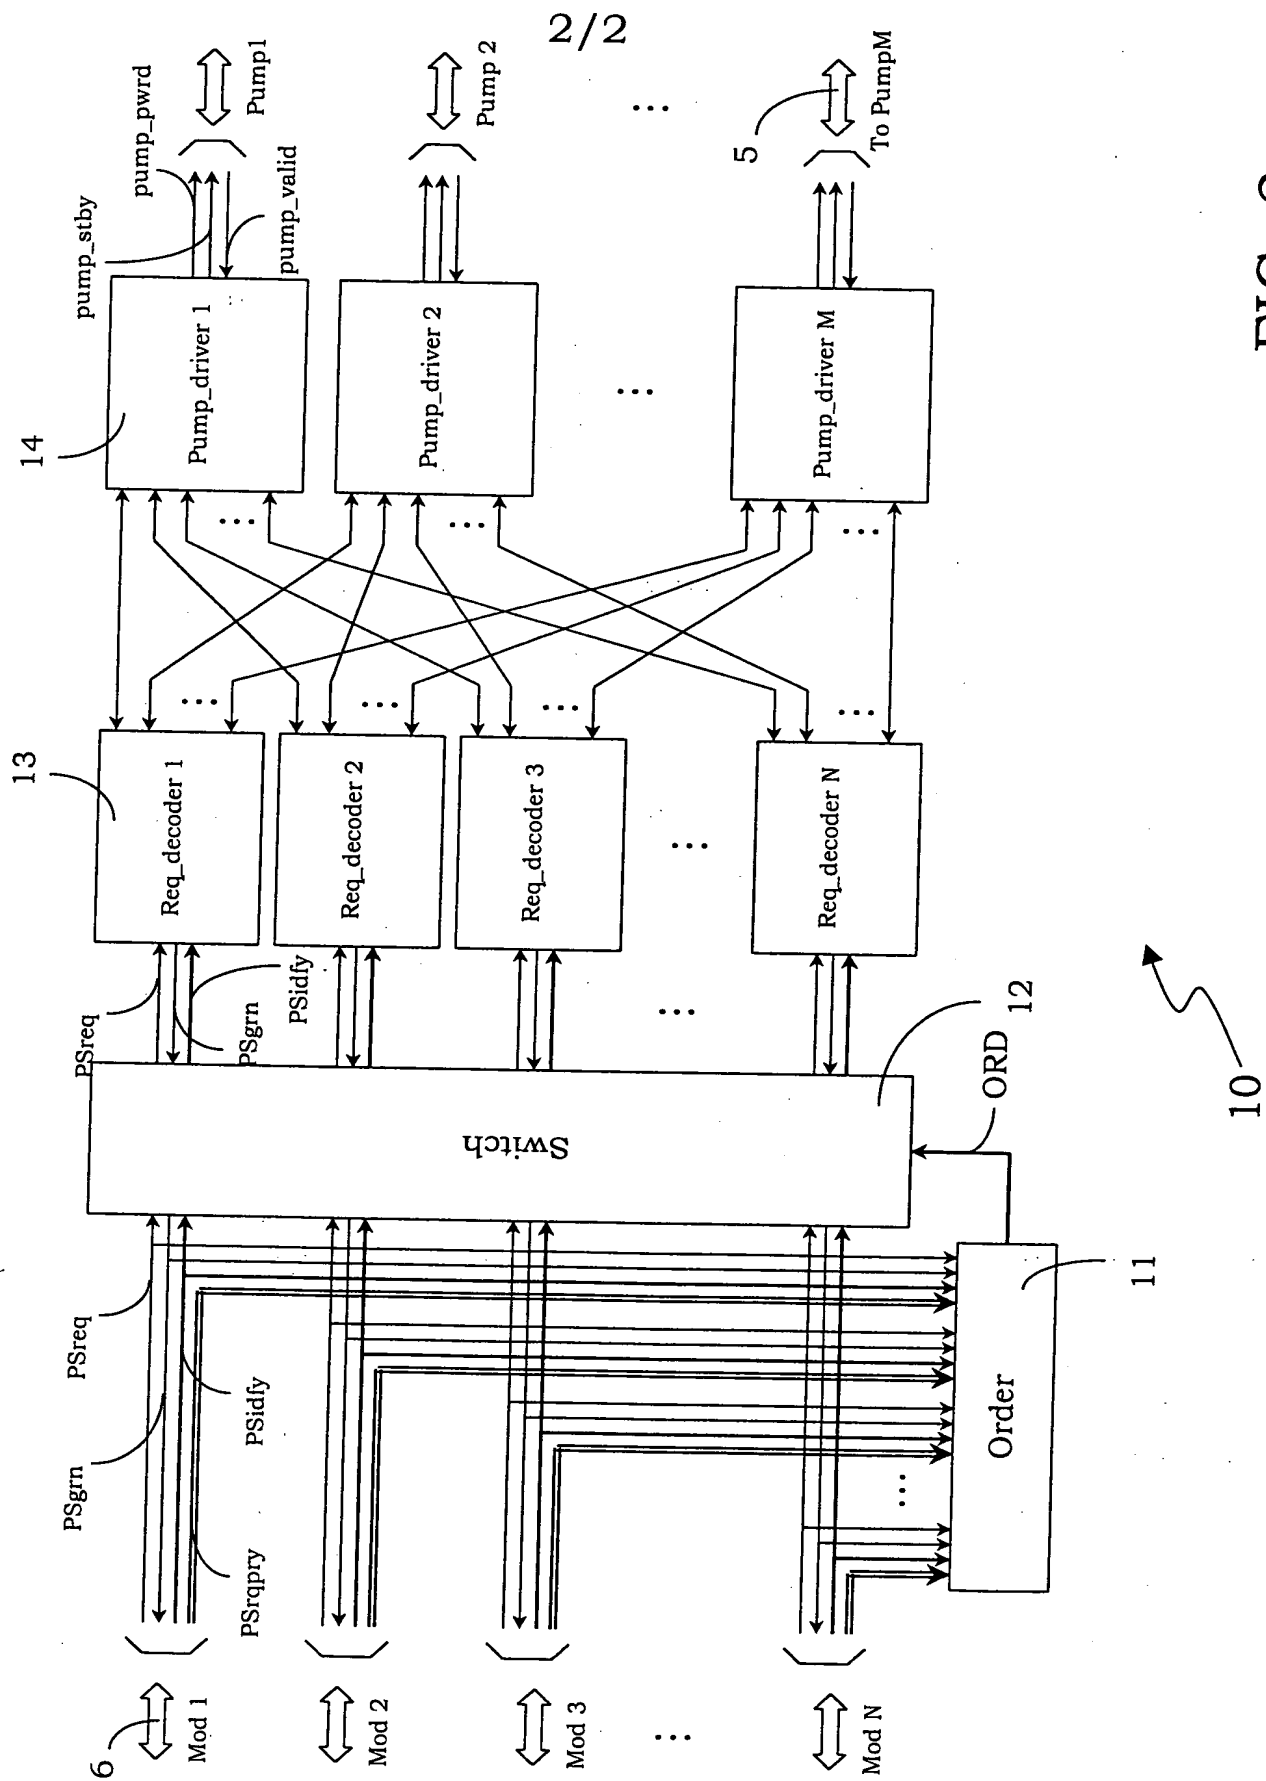 2/2
pump_stby
pump_pwrd
pump_valid
Pump1
Pump 2
...
5
To PumpM
14
Pump_driver 1
Pump_driver 2
...
Pump_driver M
...
...
...
...
...
...
...
13
Req_decoder 1
Req_decoder 2
Req_decoder 3
...
Req_decoder N
PSreq
PSgrn
PSidfy
...
Switch
12
ORD
10
PSreq
PSgrn
PSidfy
PSrqpry
...
Order
11
6
Mod 1
Mod 2
Mod 3
...
Mod N